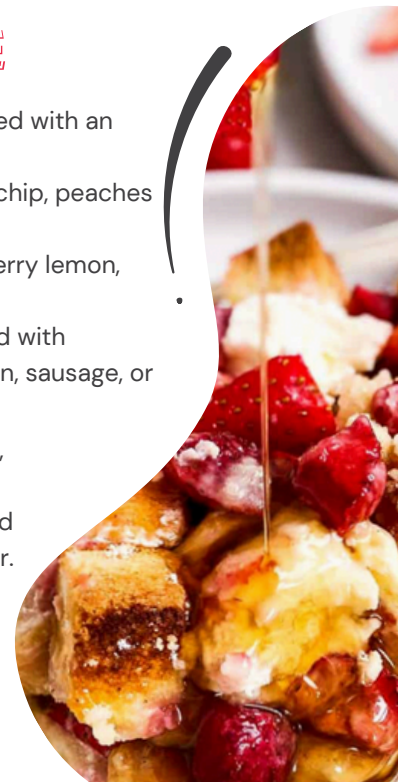 ed with an
chip, peaches
erry lemon,
d with
n, sausage, or
,
d
r.